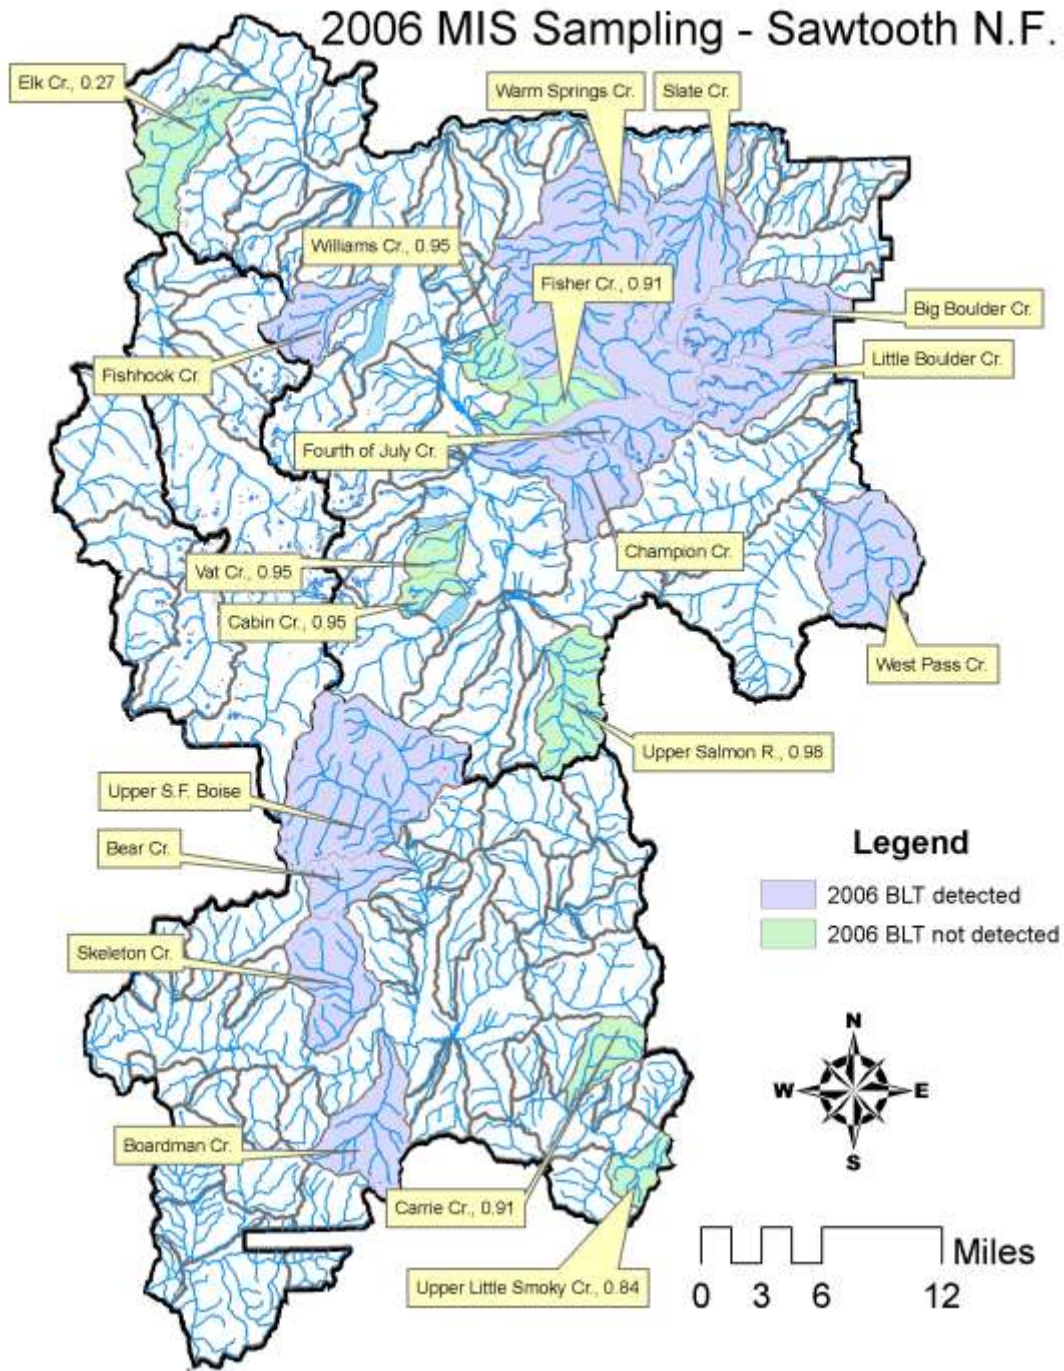 2006 MIS Sampling - Sawtooth N.F.
Elk Cr., 0.27
Warm Springs Cr.
Slate Cr.
Williams Cr., 0.95
Fisher Cr., 0.91
Big Boulder Cr.
Fishhook Cr.
Little Boulder Cr.
Fourth of July Cr.
Champion Cr.
Vat Cr., 0.95
Cabin Cr., 0.95
West Pass Cr.
Upper Salmon R., 0.98
Upper S.F. Boise
Bear Cr.
Legend
2006 BLT detected
2006 BLT not detected
Skeleton Cr.
N
W
E
S
Boardman Cr.
Carrie Cr., 0.91
Upper Little Smoky Cr., 0.84
Miles
0 3 6 12